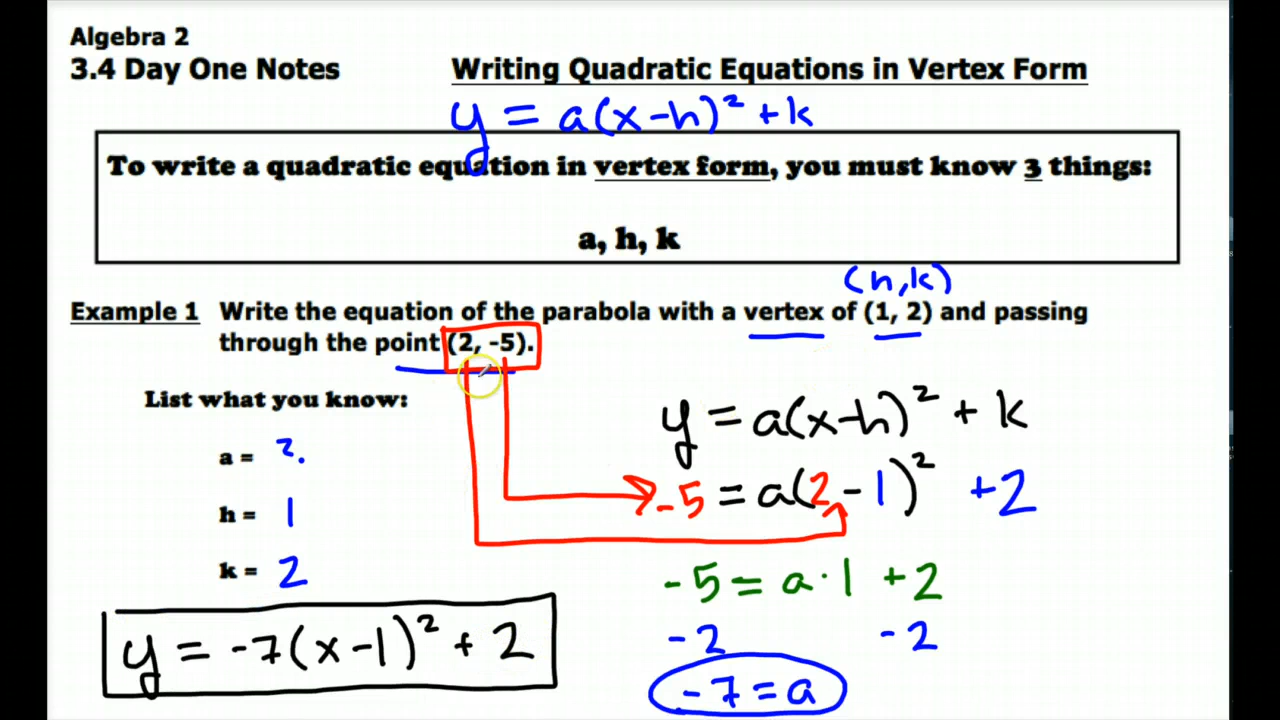 Algebra 2
3.4 Day One Notes
Writing Quadratic Equations in Vertex Form
y = a(x-h)² + k
To write a quadratic equation in vertex form, you must know 3 things:
a, h, k
(h,k)
Example 1 Write the equation of the parabola with a vertex of (1, 2) and passing
through the point (2, -5).
List what you know:
a = ?
h = 1
k = 2
y = -7(x-1)² + 2
y = a(x-h)² + k
-5 = a(2-1)² +2
-5 = a·1 +2
-2 -2
-7 = a